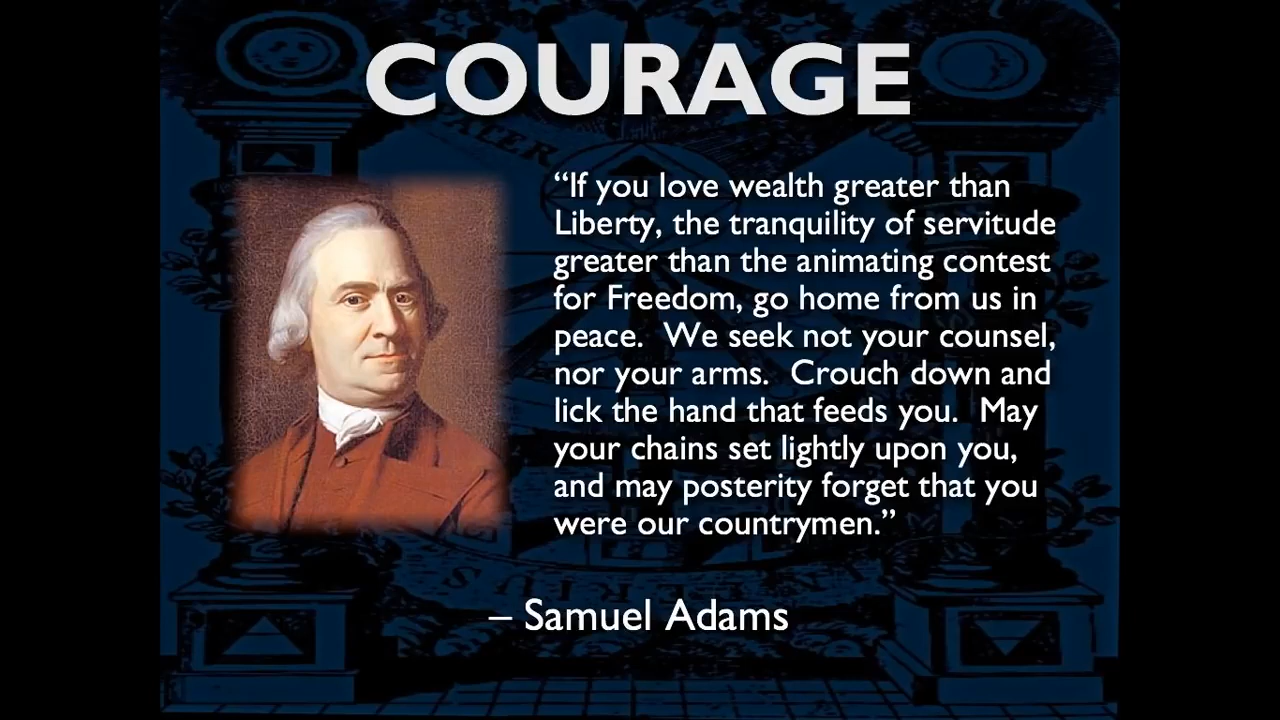 COURAGE
“If you love wealth greater than
Liberty, the tranquility of servitude
greater than the animating contest
for Freedom, go home from us in
peace.  We seek not your counsel,
nor your arms.  Crouch down and
lick the hand that feeds you.  May
your chains set lightly upon you,
and may posterity forget that you
were our countrymen.”
– Samuel Adams